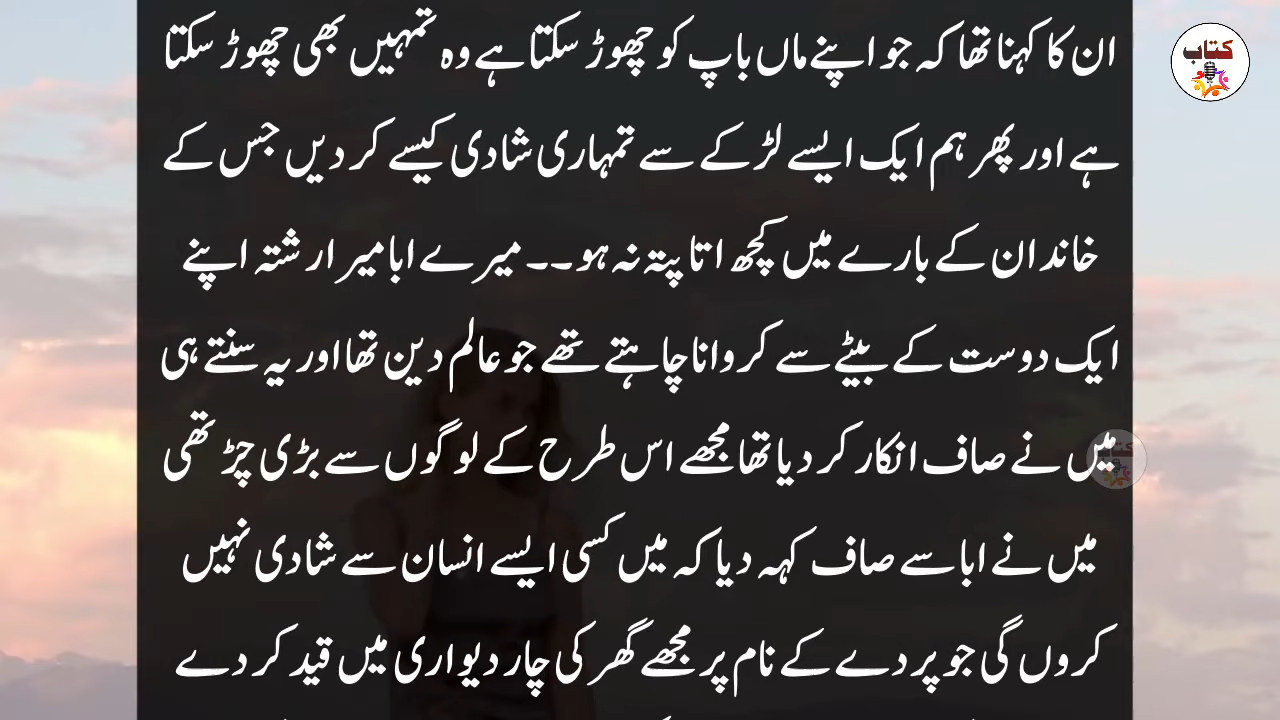 ان کا کہنا تھا کہ جو اپنے ماں باپ کو چھوڑ سکتا ہے وہ تمہیں بھی چھوڑ سکتا
ہے اور پھر ہم ایک ایسے لڑکے سے تمہاری شادی کیسے کر دیں جس کے
خاندان کے بارے میں کچھ اتا پتہ نہ ہو۔۔ میرے ابا میرا رشتہ اپنے
ایک دوست کے بیٹے سے کروانا چاہتے تھے جو عالم دین تھا اور یہ سنتے ہی
میں نے صاف انکار کر دیا تھا مجھے اس طرح کے لوگوں سے بڑی چڑ تھی
میں نے ابا سے صاف کہہ دیا کہ میں کسی ایسے انسان سے شادی نہیں
کروں گی جو پردے کے نام پر مجھے گھر کی چار دیواری میں قید کر دے
کتاب
کتاب